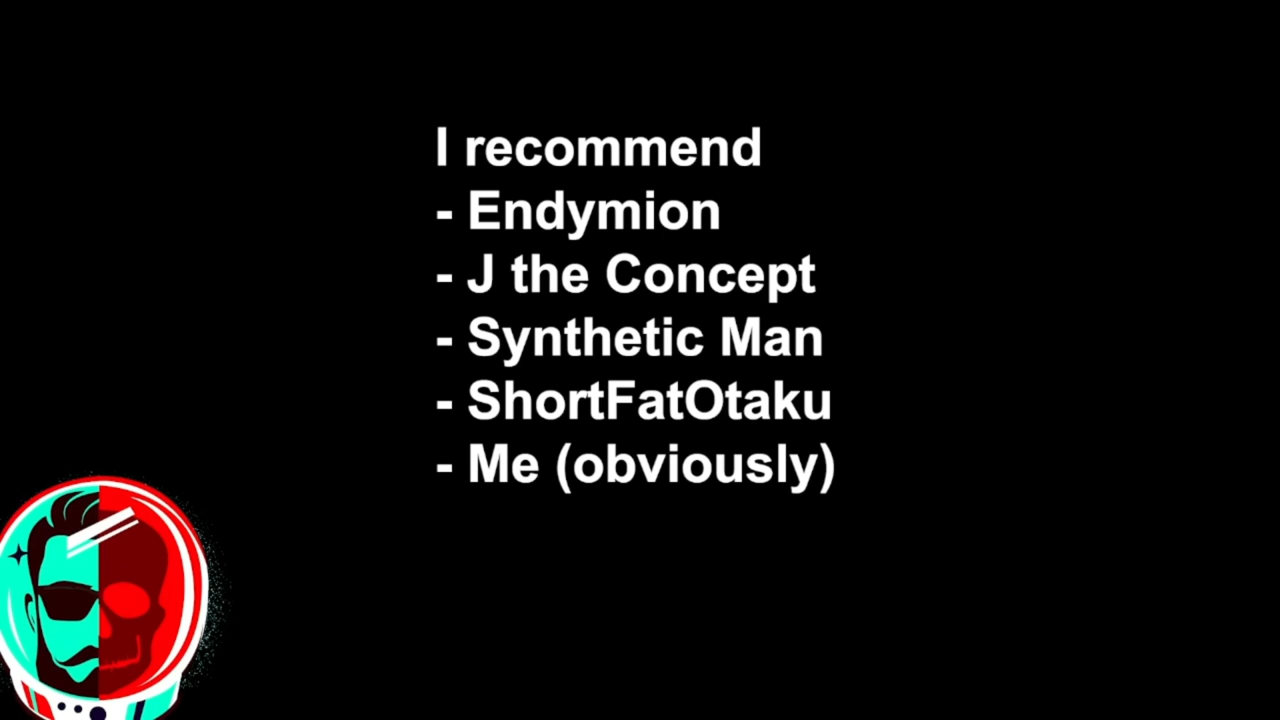 I recommend
- Endymion
- J the Concept
- Synthetic Man
- ShortFatOtaku
- Me (obviously)